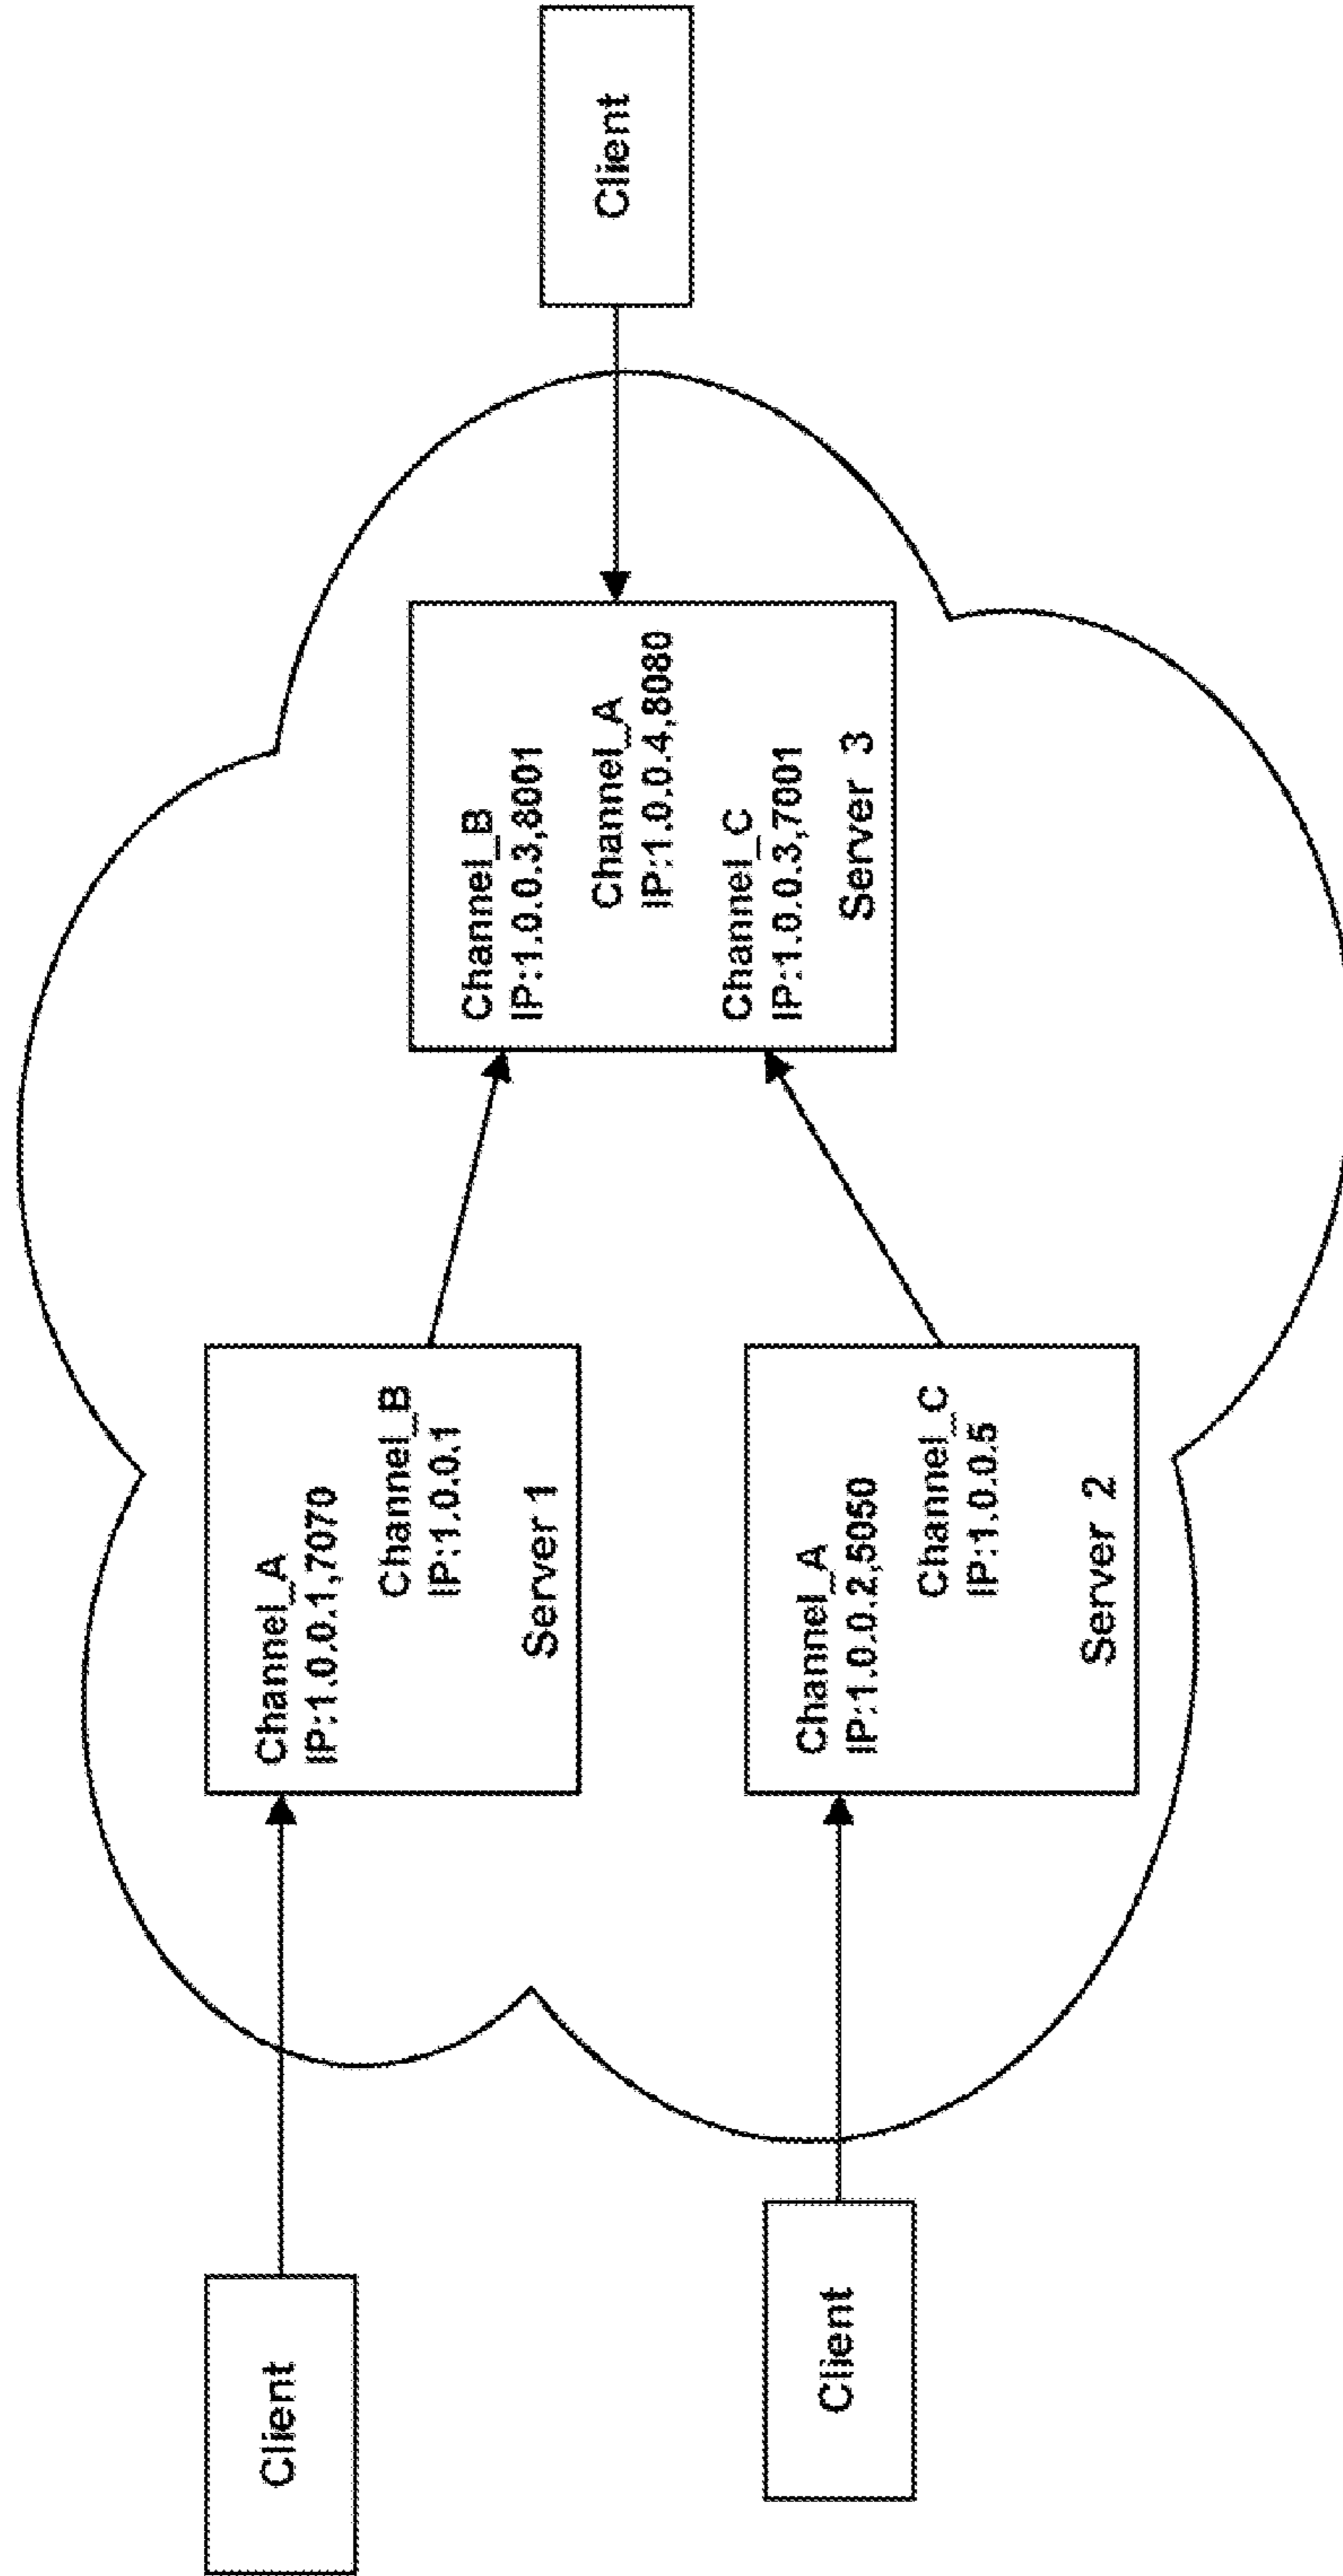 Client
Channel_A
IP:1.0.0.1,7070
Channel_B
IP:1.0.0.1
Server 1
Client
Channel_A
IP:1.0.0.2,5050
Channel_C
IP:1.0.0.5
Server 2
Channel_B
IP:1.0.0.3,8001
Channel_A
IP:1.0.0.4,8080
Channel_C
IP:1.0.0.3,7001
Server 3
Client